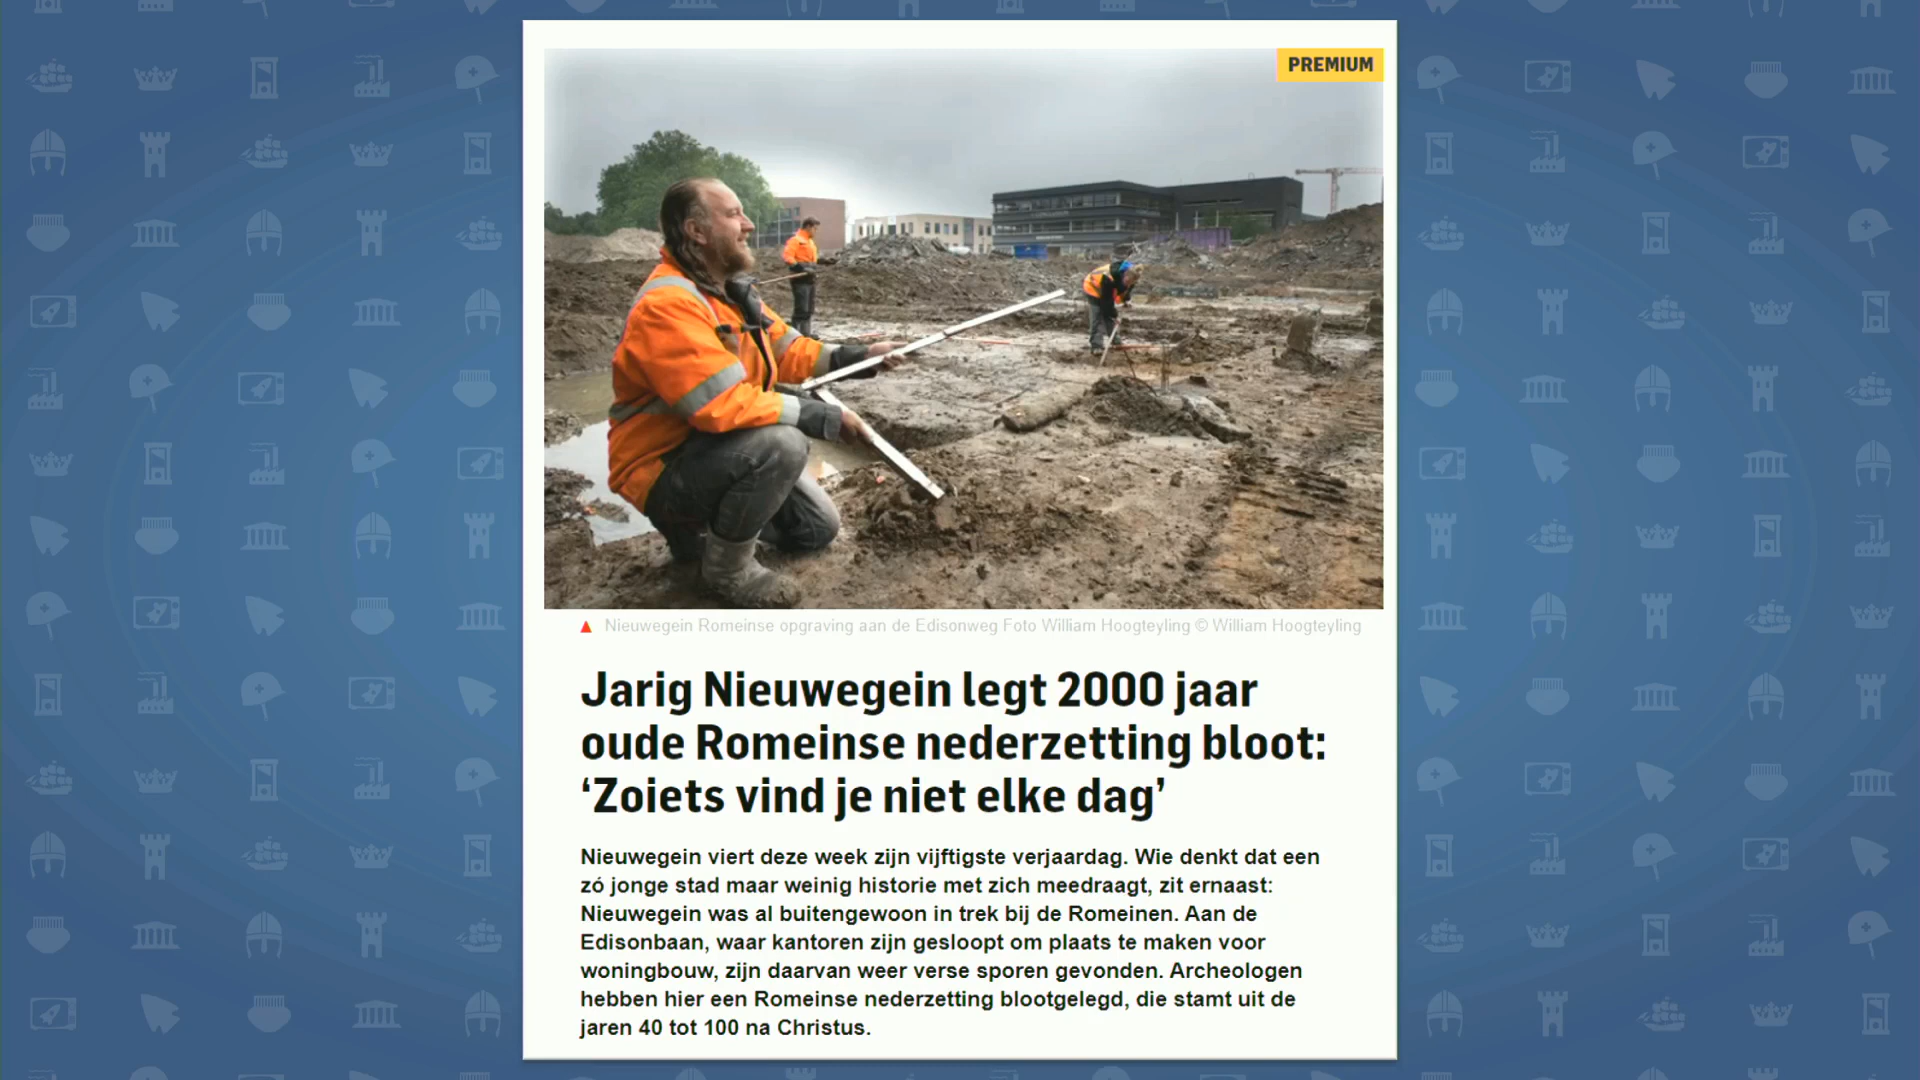 PREMIUM
▲ Nieuwegein Romeinse opgraving aan de Edisonweg Foto William Hoogteyling © William Hoogteyling
Jarig Nieuwegein legt 2000 jaar
oude Romeinse nederzetting bloot:
‘Zoiets vind je niet elke dag’
Nieuwegein viert deze week zijn vijftigste verjaardag. Wie denkt dat een
zó jonge stad maar weinig historie met zich meedraagt, zit ernaast:
Nieuwegein was al buitengewoon in trek bij de Romeinen. Aan de
Edisonbaan, waar kantoren zijn gesloopt om plaats te maken voor
woningbouw, zijn daarvan weer verse sporen gevonden. Archeologen
hebben hier een Romeinse nederzetting blootgelegd, die stamt uit de
jaren 40 tot 100 na Christus.